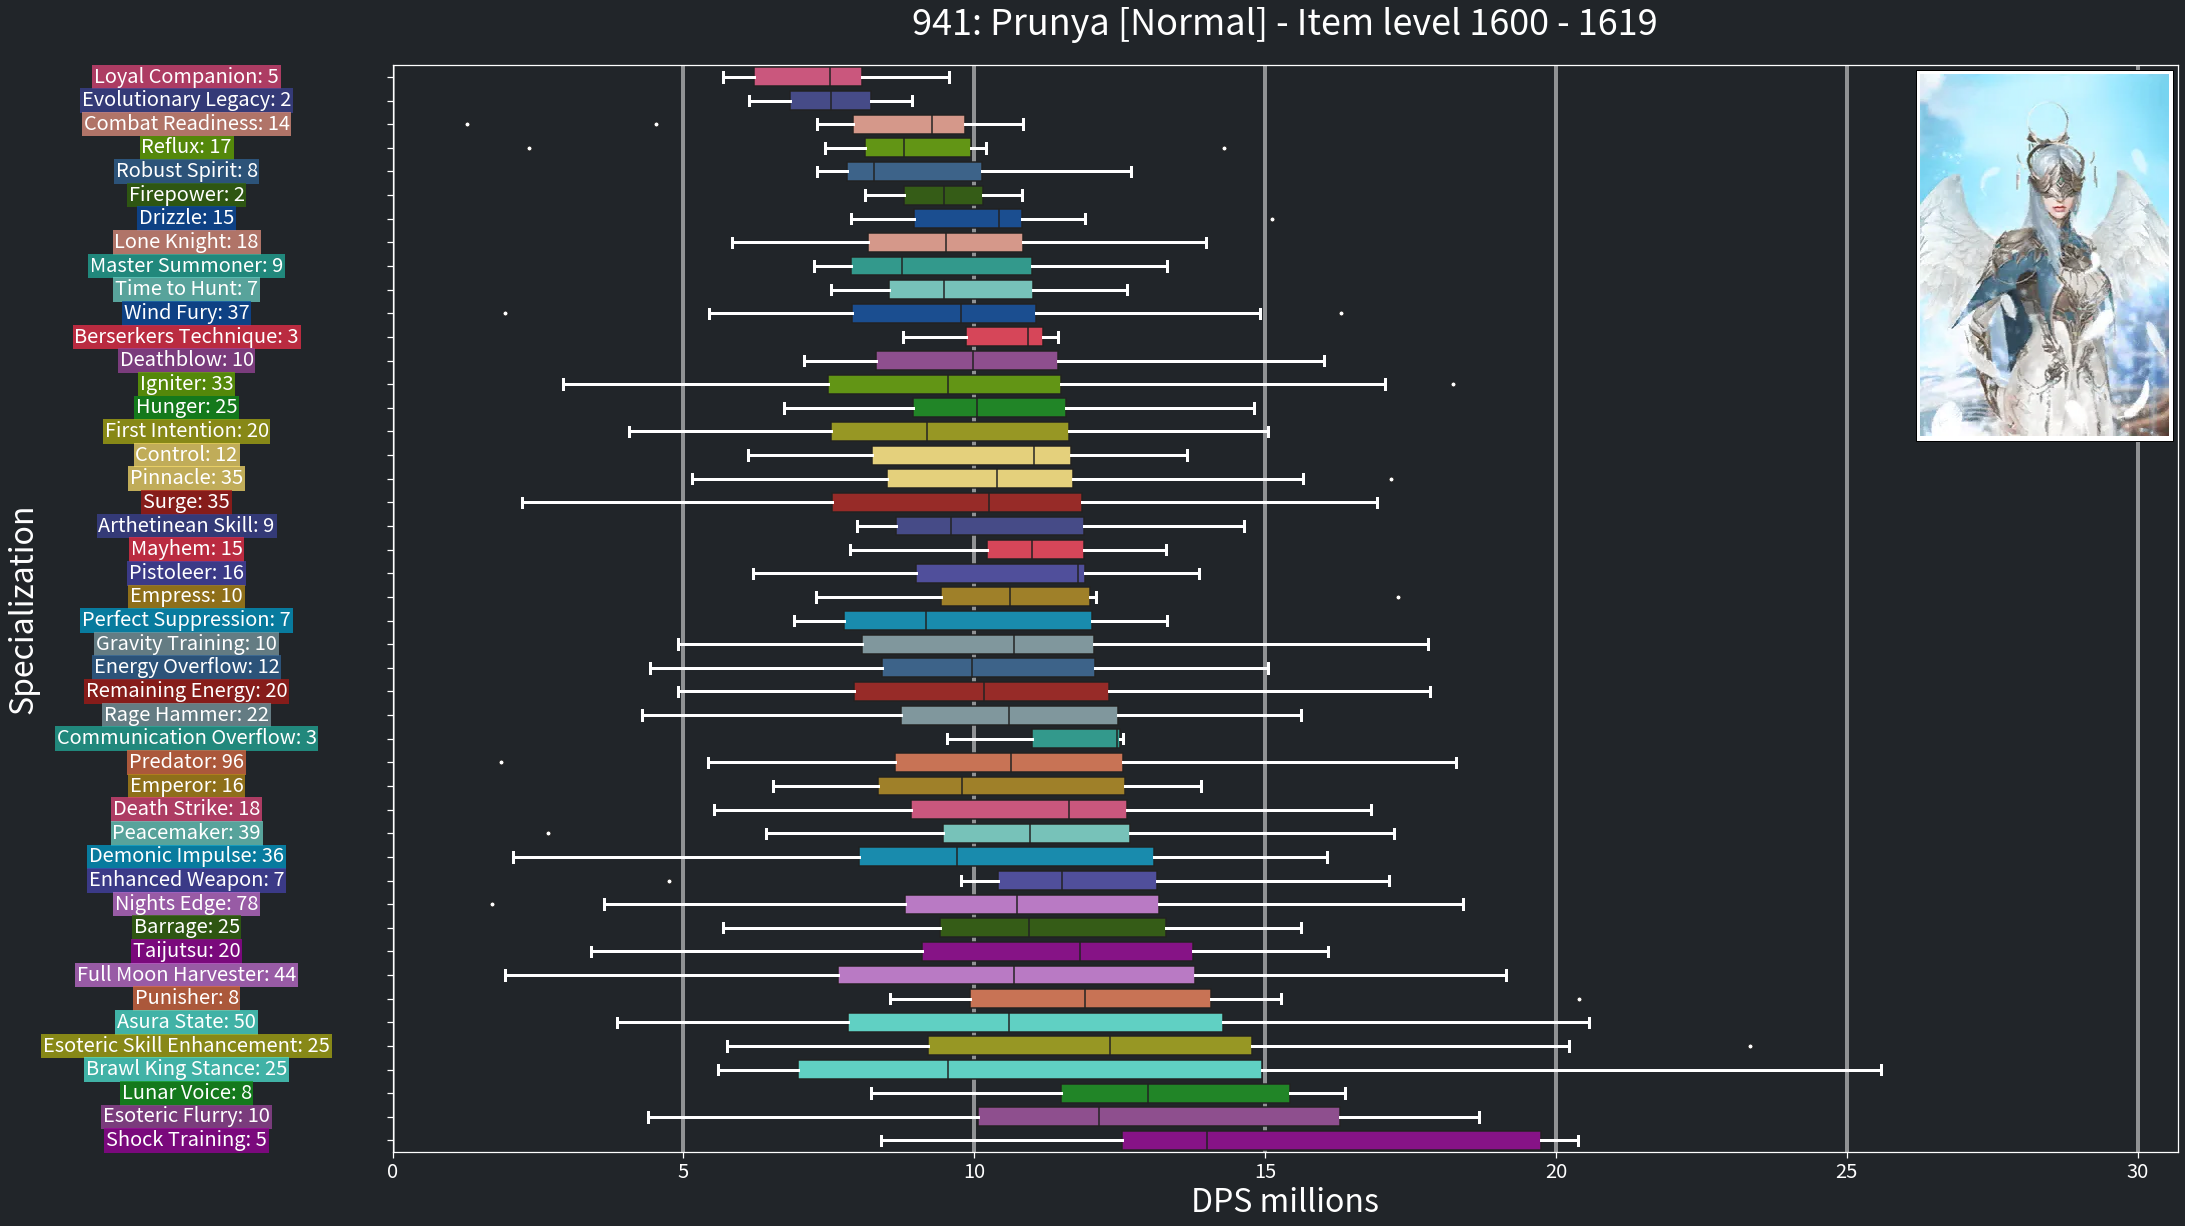 941: Prunya [Normal] - Item level 1600 - 1619
Loyal Companion: 5
Evolutionary Legacy: 2
Combat Readiness: 14
Reflux: 17
Robust Spirit: 8
Firepower: 2
Drizzle: 15
Lone Knight: 18
Master Summoner: 9
Time to Hunt: 7
Wind Fury: 37
Berserkers Technique: 3
Deathblow: 10
Igniter: 33
Hunger: 25
First Intention: 20
Control: 12
Pinnacle: 35
Surge: 35
Arthetinean Skill: 9
Mayhem: 15
Pistoleer: 16
Empress: 10
Perfect Suppression: 7
Gravity Training: 10
Energy Overflow: 12
Remaining Energy: 20
Rage Hammer: 22
Communication Overflow: 3
Predator: 96
Emperor: 16
Death Strike: 18
Peacemaker: 39
Demonic Impulse: 36
Enhanced Weapon: 7
Nights Edge: 78
Barrage: 25
Taijutsu: 20
Full Moon Harvester: 44
Punisher: 8
Asura State: 50
Esoteric Skill Enhancement: 25
Brawl King Stance: 25
Lunar Voice: 8
Esoteric Flurry: 10
Shock Training: 5
Specialization
0 5 10 15 20 25 30
DPS millions